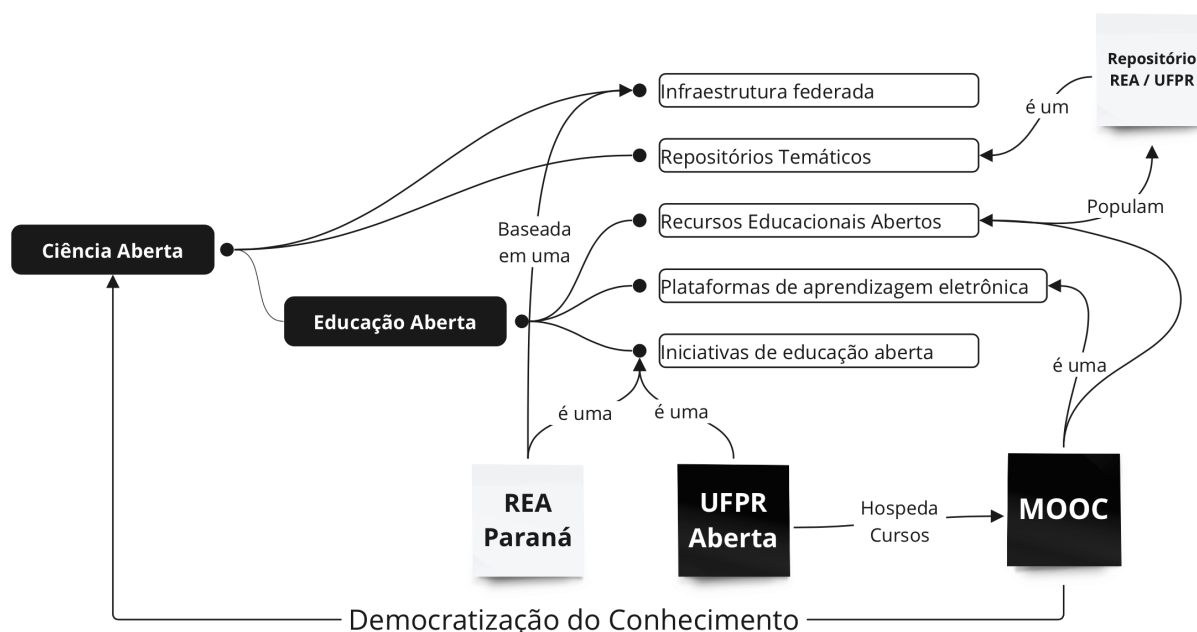 Repositório
REA / UFPR
Infraestrutura federada
é um
Repositórios Temáticos
Populam
Recursos Educacionais Abertos
Baseada
em uma
Ciência Aberta
Plataformas de aprendizagem eletrônica
Educação Aberta
Iniciativas de educação aberta
é uma
é uma
é uma
REA
Paraná
UFPR
Aberta
Hospeda
Cursos
MOOC
Democratização do Conhecimento